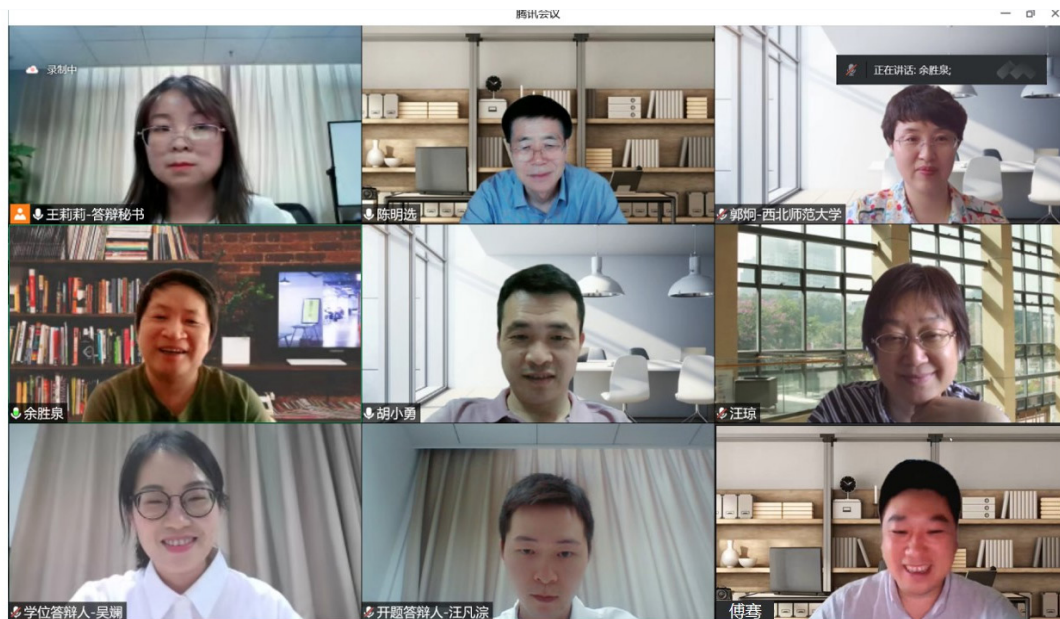 腾讯会议
录制中
正在讲话: 余胜泉;
王莉莉-答辩秘书
陈明选
郭炯-西北师范大学
余胜泉
胡小勇
汪琼
学位答辩人-吴斓
开题答辩人-汪凡淙
傅骞